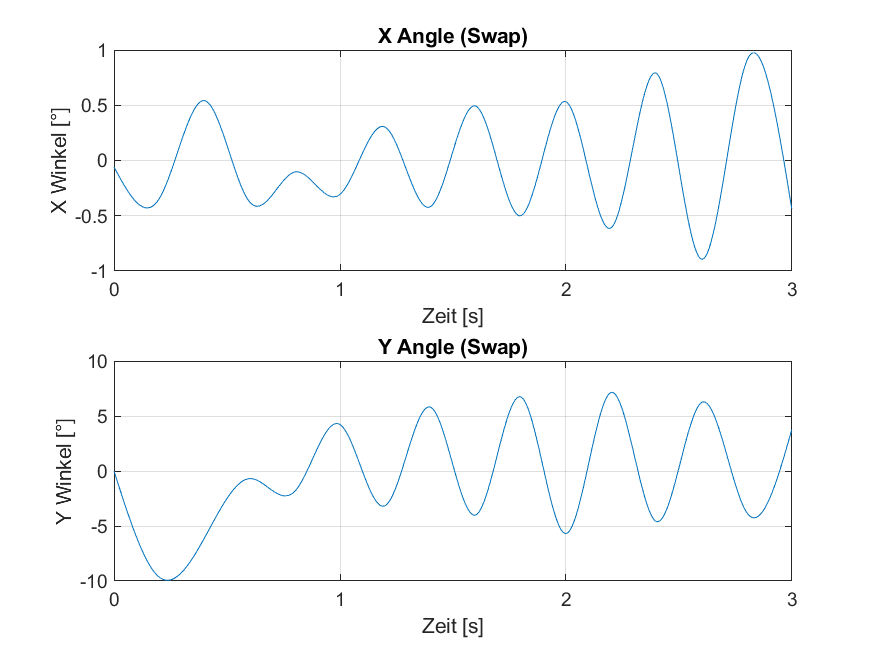 X Angle (Swap)
1
0.5
0
-0.5
-1
X Winkel [°]
0 1 2 3
Zeit [s]
Y Angle (Swap)
10
5
0
-5
-10
Y Winkel [°]
0 1 2 3
Zeit [s]